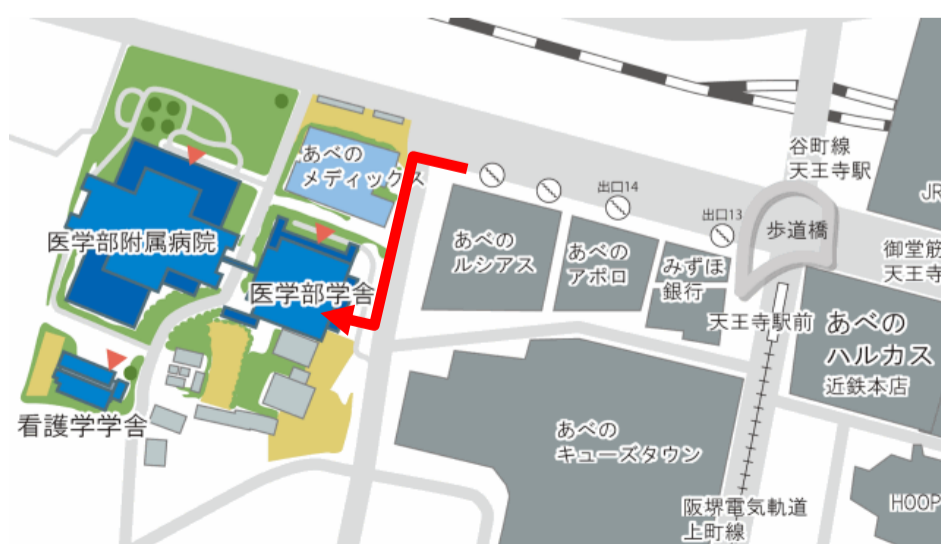 谷町線
天王寺駅
JR
あべの
メディックス
出口14
出口13
歩道橋
医学部附属病院
あべの
ルシアス
あべの
アポロ
みずほ
銀行
御堂筋
天王寺
医学部学舎
天王寺駅前
あべの
ハルカス
近鉄本店
看護学学舎
あべの
キューズタウン
阪堺電気軌道
上町線
HOOP